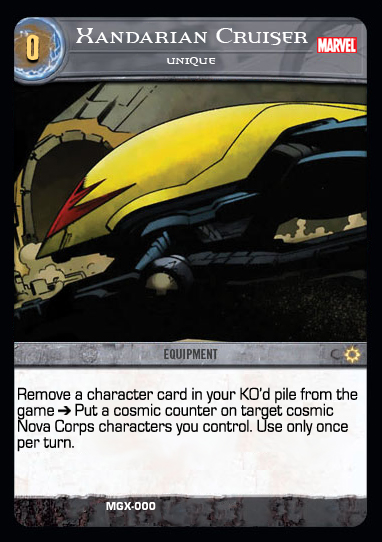 0
Xandarian Cruiser
MARVEL
UNIQUE
EQUIPMENT
C
Remove a character card in your KO'd pile from the
game ➔ Put a cosmic counter on target cosmic
Nova Corps characters you control. Use only once
per turn.
MGX-000